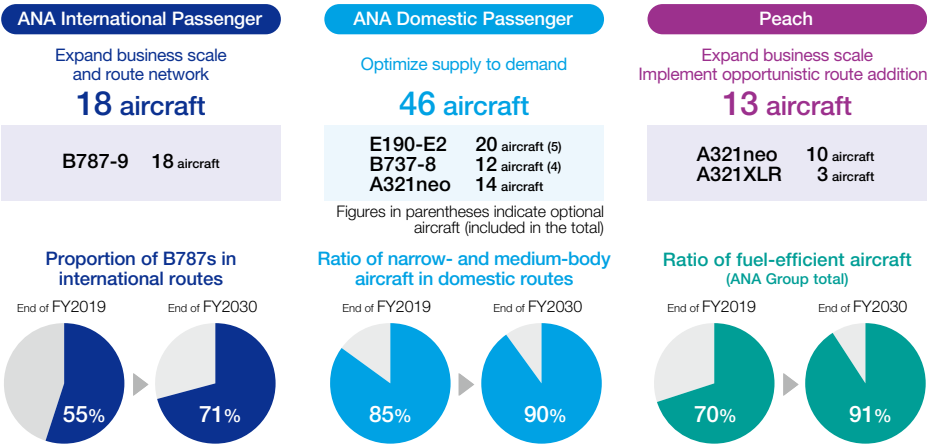 ANA International Passenger
Expand business scale
and route network
18 aircraft
B787-9 18 aircraft
Proportion of B787s in
international routes
End of FY2019
End of FY2030
55%
71%
ANA Domestic Passenger
Optimize supply to demand
46 aircraft
E190-E2 20 aircraft (5)
B737-8 12 aircraft (4)
A321neo 14 aircraft
Figures in parentheses indicate optional
aircraft (included in the total)
Ratio of narrow- and medium-body
aircraft in domestic routes
End of FY2019
End of FY2030
85%
90%
Peach
Expand business scale
Implement opportunistic route addition
13 aircraft
A321neo 10 aircraft
A321XLR 3 aircraft
Ratio of fuel-efficient aircraft
(ANA Group total)
End of FY2019
End of FY2030
70%
91%